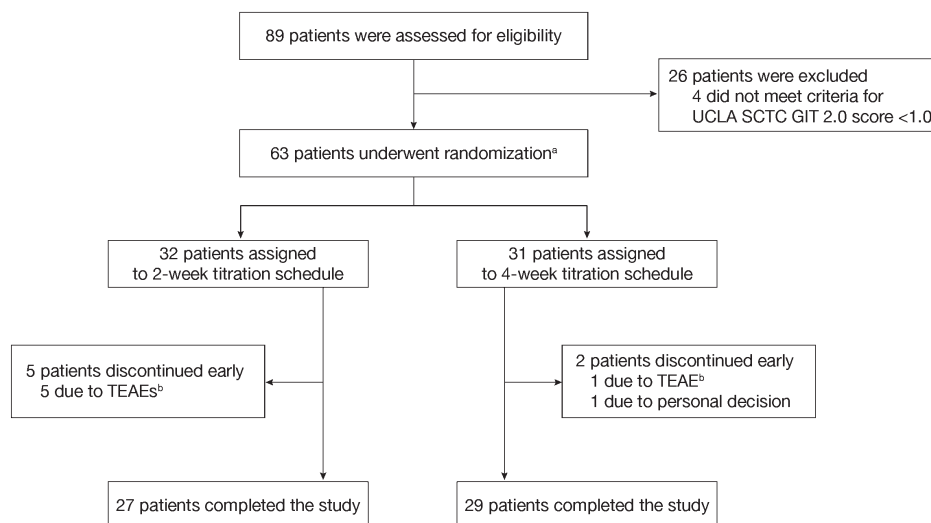 89 patients were assessed for eligibility
26 patients were excluded
4 did not meet criteria for
UCLA SCTC GIT 2.0 score <1.0
63 patients underwent randomizationᵃ
32 patients assigned
to 2-week titration schedule
31 patients assigned
to 4-week titration schedule
5 patients discontinued early
5 due to TEAEsᵇ
2 patients discontinued early
1 due to TEAEᵇ
1 due to personal decision
27 patients completed the study
29 patients completed the study